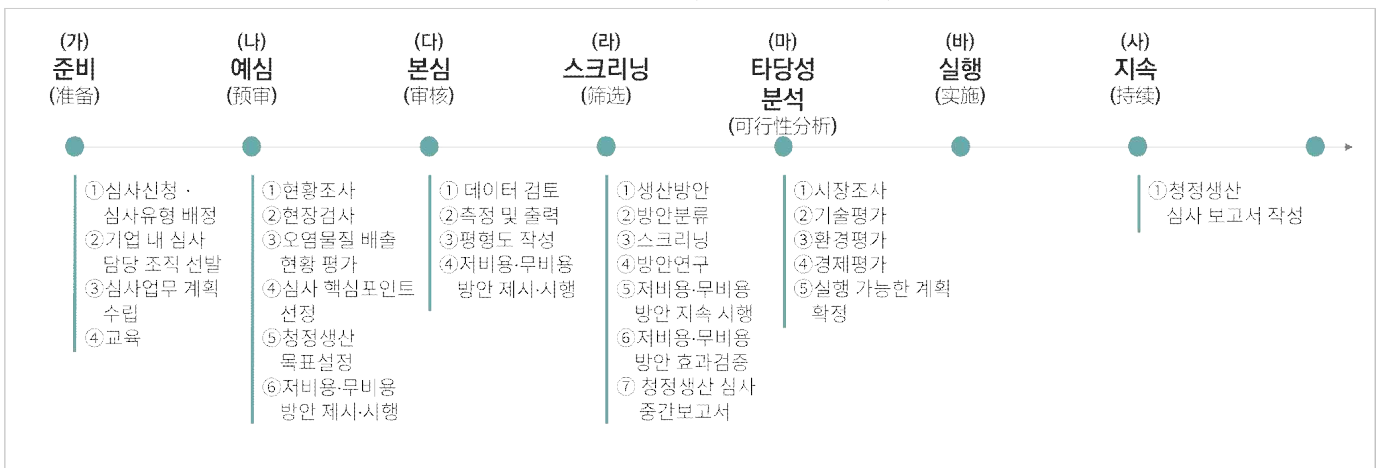 (가)
준비
(准备)
①심사신청 ·
심사유형 배정
②기업 내 심사
담당 조직 선발
③심사업무 계획
수립
④교육
(나)
예심
(预审)
①현황조사
②현장검사
③오염물질 배출
현황 평가
④심사 핵심포인트
선정
⑤청정생산
목표설정
⑥저비용·무비용
방안 제시·시행
(다)
본심
(审核)
① 데이터 검토
②측정 및 출력
③평형도 작성
④저비용·무비용
방안 제시·시행
(라)
스크리닝
(筛选)
①생산방안
②방안분류
③스크리닝
④방안연구
⑤저비용·무비용
방안 지속 시행
⑥저비용·무비용
방안 효과검증
⑦ 청정생산 심사
중간보고서
(마)
타당성
분석
(可行性分析)
①시장조사
②기술평가
③환경평가
④경제평가
⑤실행 가능한 계획
확정
(바)
실행
(实施)
(사)
지속
(持续)
①청정생산
심사 보고서 작성